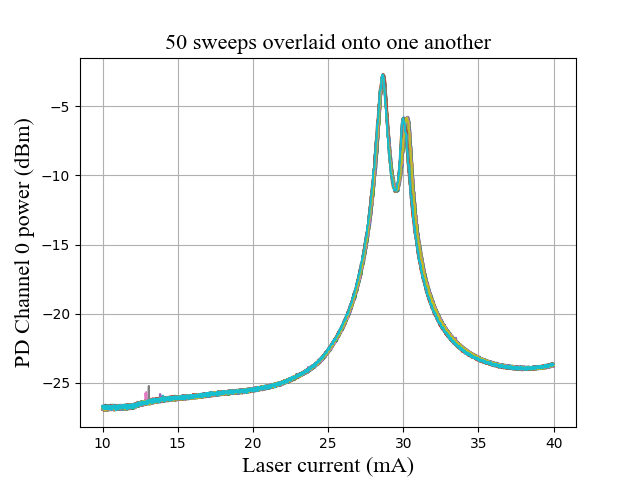 50 sweeps overlaid onto one another
PD Channel 0 power (dBm)
−5
−10
−15
−20
−25
10 15 20 25 30 35 40
Laser current (mA)